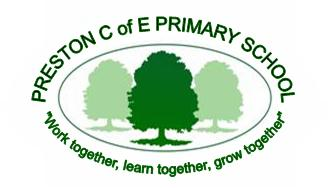 PRESTON C of E PRIMARY SCHOOL
"Work together, learn together, grow together"